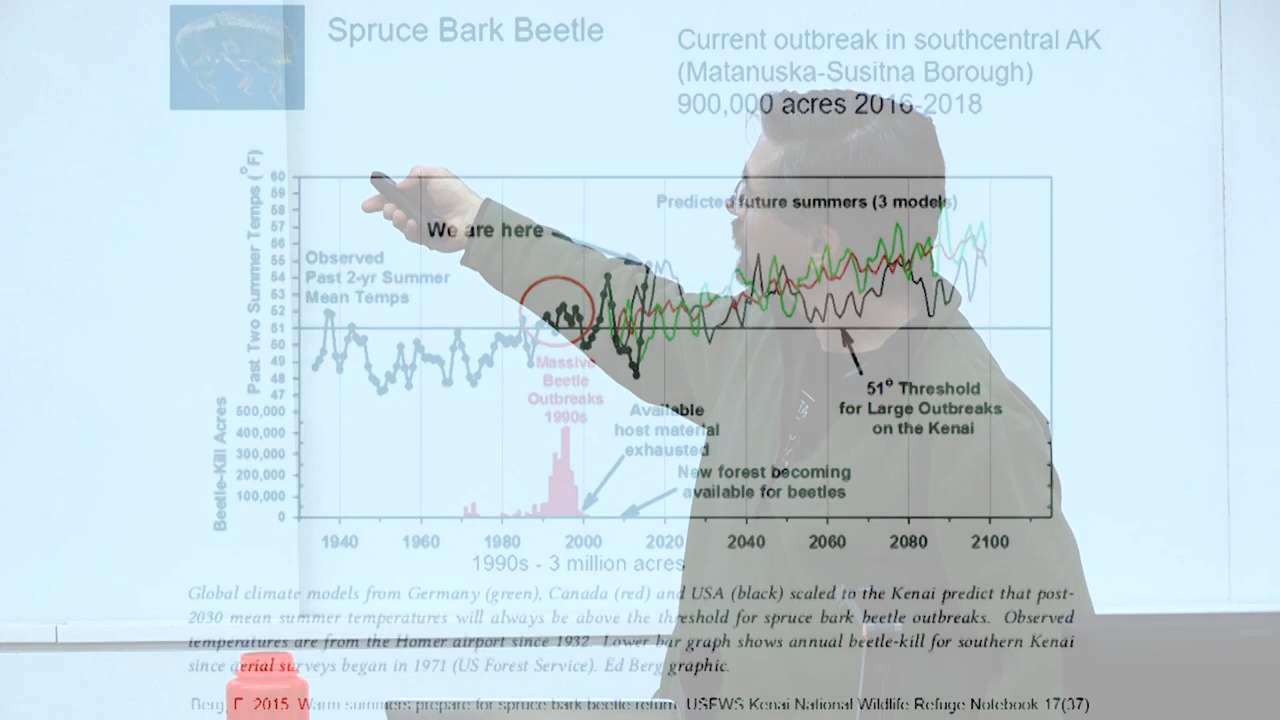 Spruce Bark Beetle
Current outbreak in southcentral AK
(Matanuska-Susitna Borough)
900,000 acres 2016-2018
Past Two Summer Temps (°F)
60
59
58
57
56
55
54
53
52
51
50
49
48
47
Predicted future summers (3 models)
We are here
Observed
Past 2-yr Summer
Mean Temps
Massive
Beetle
Outbreaks
1990s
51° Threshold
for Large Outbreaks
on the Kenai
Available
host material
exhausted
New forest becoming
available for beetles
Beetle-Kill Acres
500,000
400,000
300,000
200,000
100,000
0
1940 1960 1980 2000 2020 2040 2060 2080 2100
1990s - 3 million acres
Global climate models from Germany (green), Canada (red) and USA (black) scaled to the Kenai predict that post-
2030 mean summer temperatures will always be above the threshold for spruce bark beetle outbreaks. Observed
temperatures are from the Homer airport since 1932. Lower bar graph shows annual beetle-kill for southern Kenai
since aerial surveys began in 1971 (US Forest Service). Ed Berg graphic.
Berg, E. 2015. Warm summers prepare for spruce bark beetle return. USFWS Kenai National Wildlife Refuge Notebook 17(37)